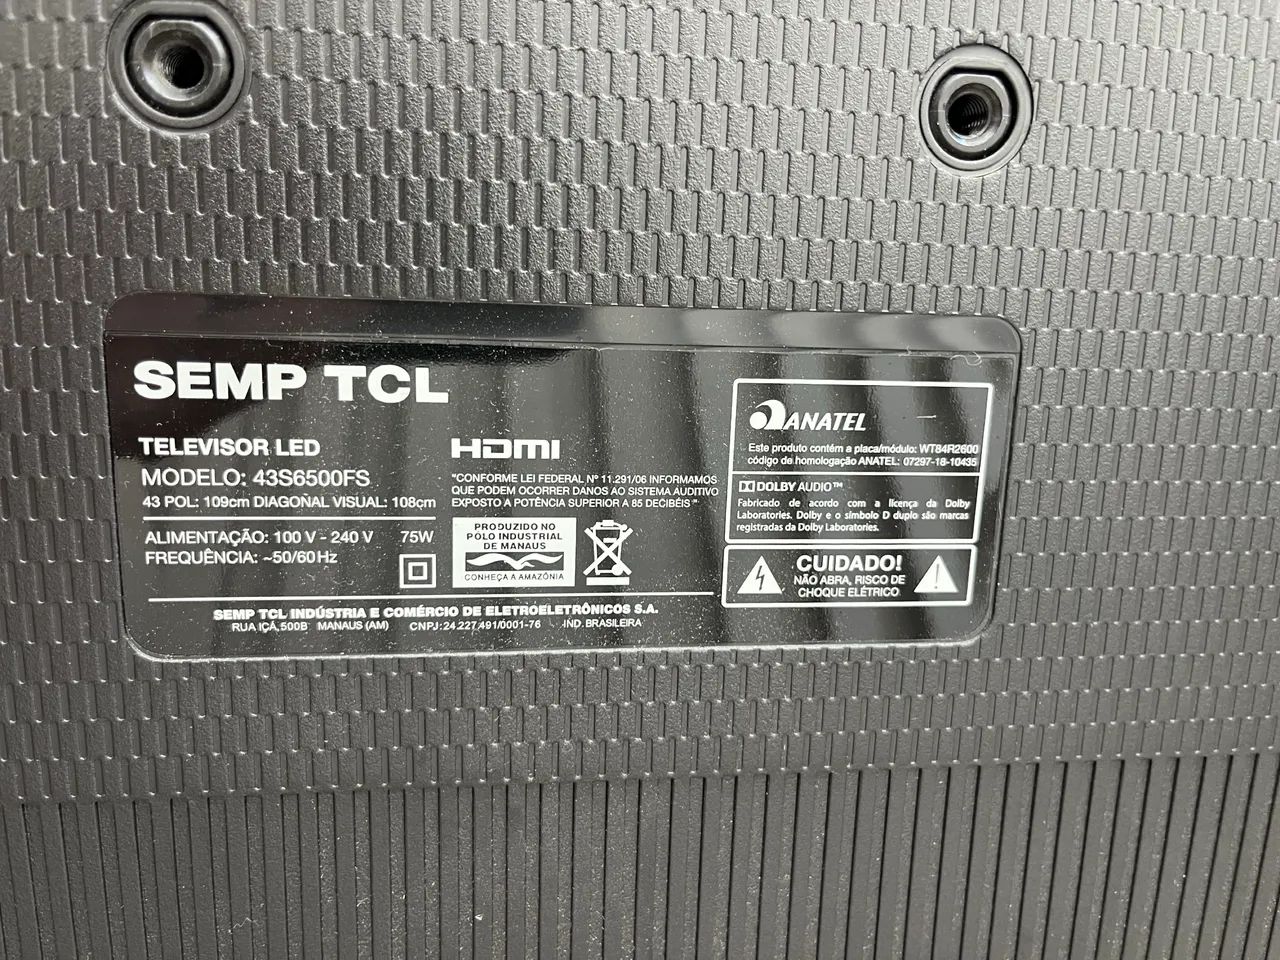 SEMP TCL
TELEVISOR LED
MODELO: 43S6500FS
43 POL: 109cm DIAGOÑAL VISUAL: 108cm
ALIMENTAÇÃO: 100 V - 240 V 75W
FREQUÊNCIA: ~50/60Hz
HDMI
"CONFORME LEI FEDERAL Nº 11.291/06 INFORMAMOS
QUE PODEM OCORRER DANOS AO SISTEMA AUDITIVO
EXPOSTO A POTÊNCIA SUPERIOR A 85 DECIBÉIS"
PRODUZIDO NO
PÓLO INDUSTRIAL
DE MANAUS
CONHEÇA A AMAZÔNIA
SEMP TCL INDÚSTRIA E COMÉRCIO DE ELETROELETRÔNICOS S.A.
RUA IÇÁ, 500B MANAUS (AM) CNPJ: 24.227.491/0001-76 IND. BRASILEIRA
ANATEL
Este produto contém a placa/módulo: WT84R2600
código de homologação ANATEL: 07297-18-10435
DOLBY AUDIO™
Fabricado de acordo com a licença da Dolby
Laboratories. Dolby e o símbolo D duplo são marcas
registradas da Dolby Laboratories.
CUIDADO!
NÃO ABRA, RISCO DE
CHOQUE ELÉTRICO